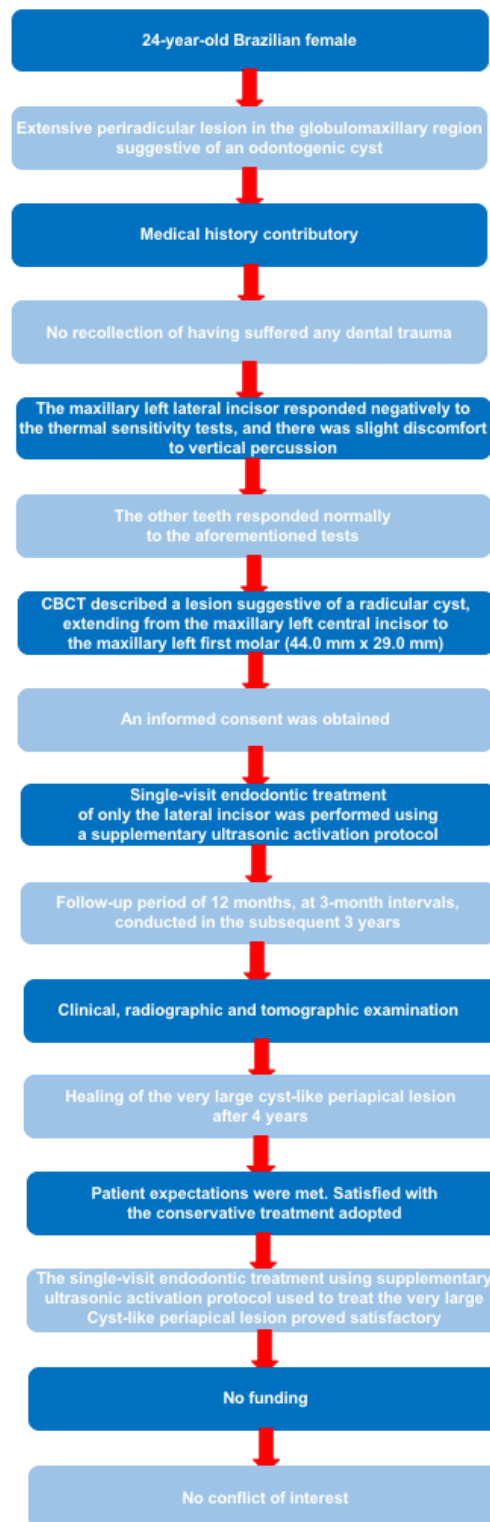 24-year-old Brazilian female
Extensive periradicular lesion in the globulomaxillary region
suggestive of an odontogenic cyst
Medical history contributory
No recollection of having suffered any dental trauma
The maxillary left lateral incisor responded negatively to
the thermal sensitivity tests, and there was slight discomfort
to vertical percussion
The other teeth responded normally
to the aforementioned tests
CBCT described a lesion suggestive of a radicular cyst,
extending from the maxillary left central incisor to
the maxillary left first molar (44.0 mm x 29.0 mm)
An informed consent was obtained
Single-visit endodontic treatment
of only the lateral incisor was performed using
a supplementary ultrasonic activation protocol
Follow-up period of 12 months, at 3-month intervals,
conducted in the subsequent 3 years
Clinical, radiographic and tomographic examination
Healing of the very large cyst-like periapical lesion
after 4 years
Patient expectations were met. Satisfied with
the conservative treatment adopted
The single-visit endodontic treatment using supplementary
ultrasonic activation protocol used to treat the very large
Cyst-like periapical lesion proved satisfactory
No funding
No conflict of interest